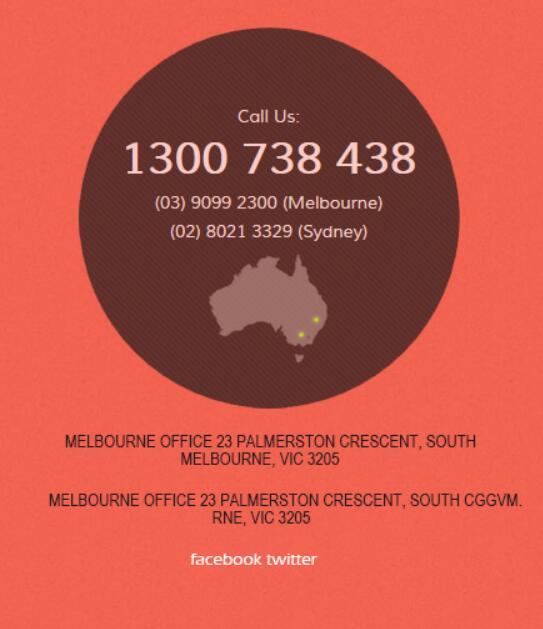 Call Us:
1300 738 438
(03) 9099 2300 (Melbourne)
(02) 8021 3329 (Sydney)
MELBOURNE OFFICE 23 PALMERSTON CRESCENT, SOUTH
MELBOURNE, VIC 3205
MELBOURNE OFFICE 23 PALMERSTON CRESCENT, SOUTH CGGVM.
RNE, VIC 3205
facebook twitter